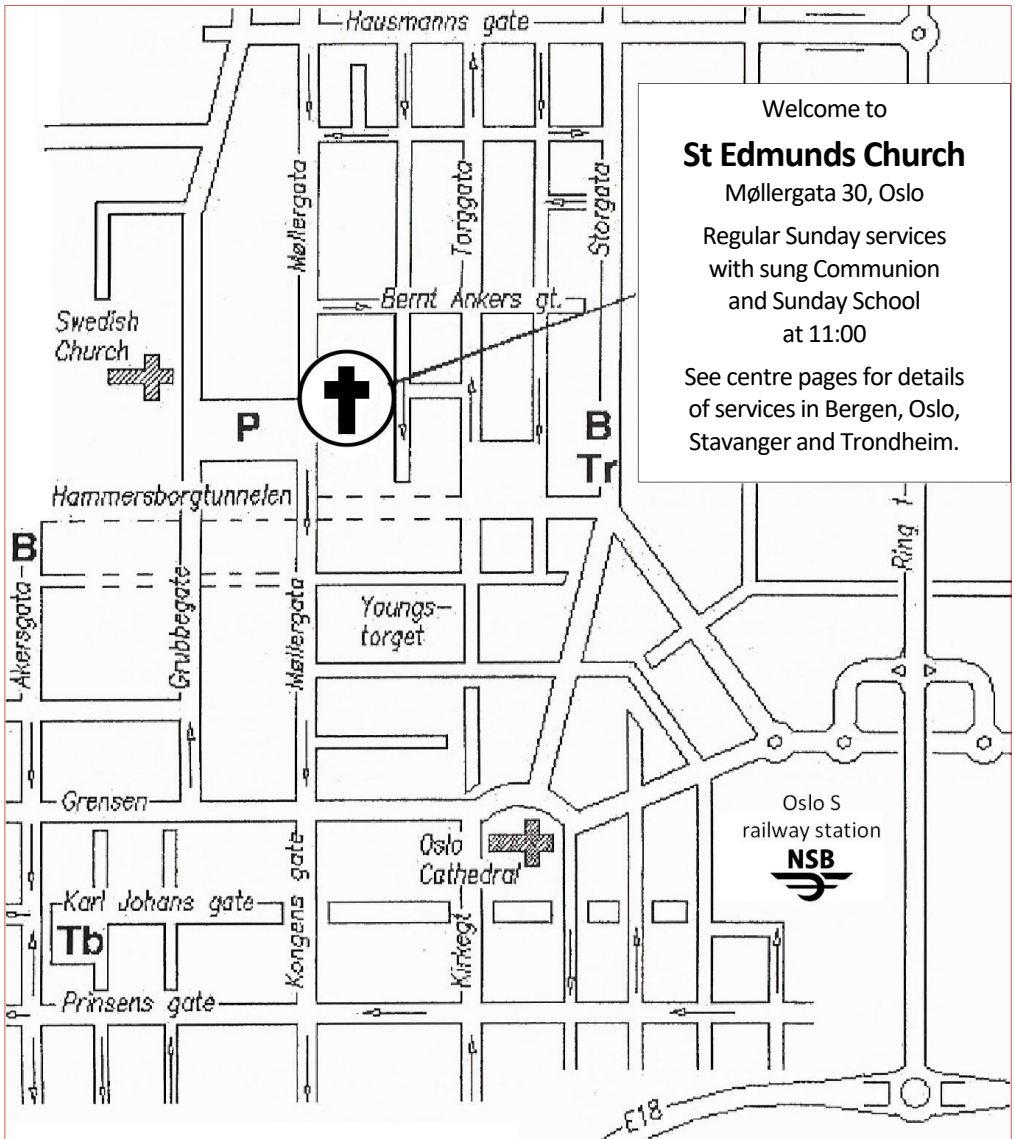 Hausmanns gate
Welcome to
St Edmunds Church
Møllergata 30, Oslo
Regular Sunday services
with sung Communion
and Sunday School
at 11:00
See centre pages for details
of services in Bergen, Oslo,
Stavanger and Trondheim.
Møllergata
Torggata
Storgata
Bernt Ankers gt.
Swedish
Church
P
B
Tr
Hammersborgtunnelen
B
Akersgata
Grubbegate
Møllergata
Youngs-
torget
Ring 1
Grensen
Oslo
Cathedral
Oslo S
railway station
NSB
Karl Johans gate
Tb
Kongens gate
Kirkegt
Prinsens gate
E18